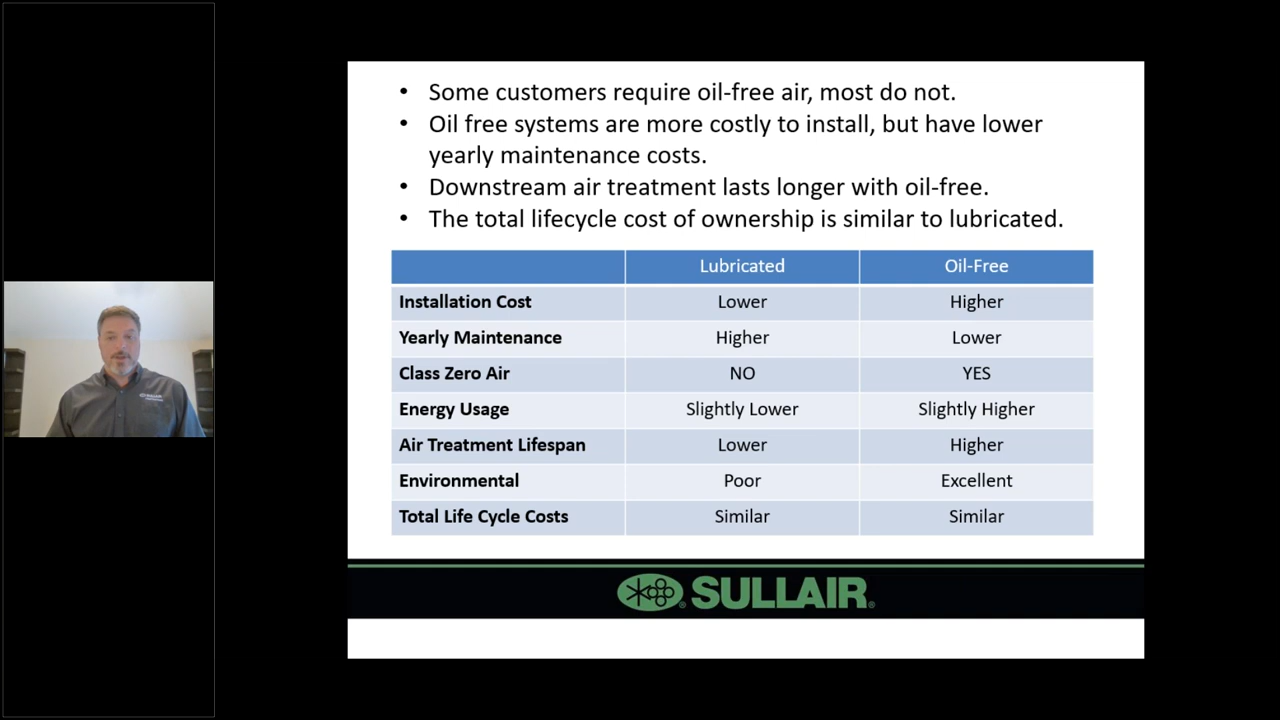 • Some customers require oil-free air, most do not.
• Oil free systems are more costly to install, but have lower
yearly maintenance costs.
• Downstream air treatment lasts longer with oil-free.
• The total lifecycle cost of ownership is similar to lubricated.
Lubricated Oil-Free
Installation Cost Lower Higher
Yearly Maintenance Higher Lower
Class Zero Air NO YES
Energy Usage Slightly Lower Slightly Higher
Air Treatment Lifespan Lower Higher
Environmental Poor Excellent
Total Life Cycle Costs Similar Similar
SULLAIR
SULLAIR